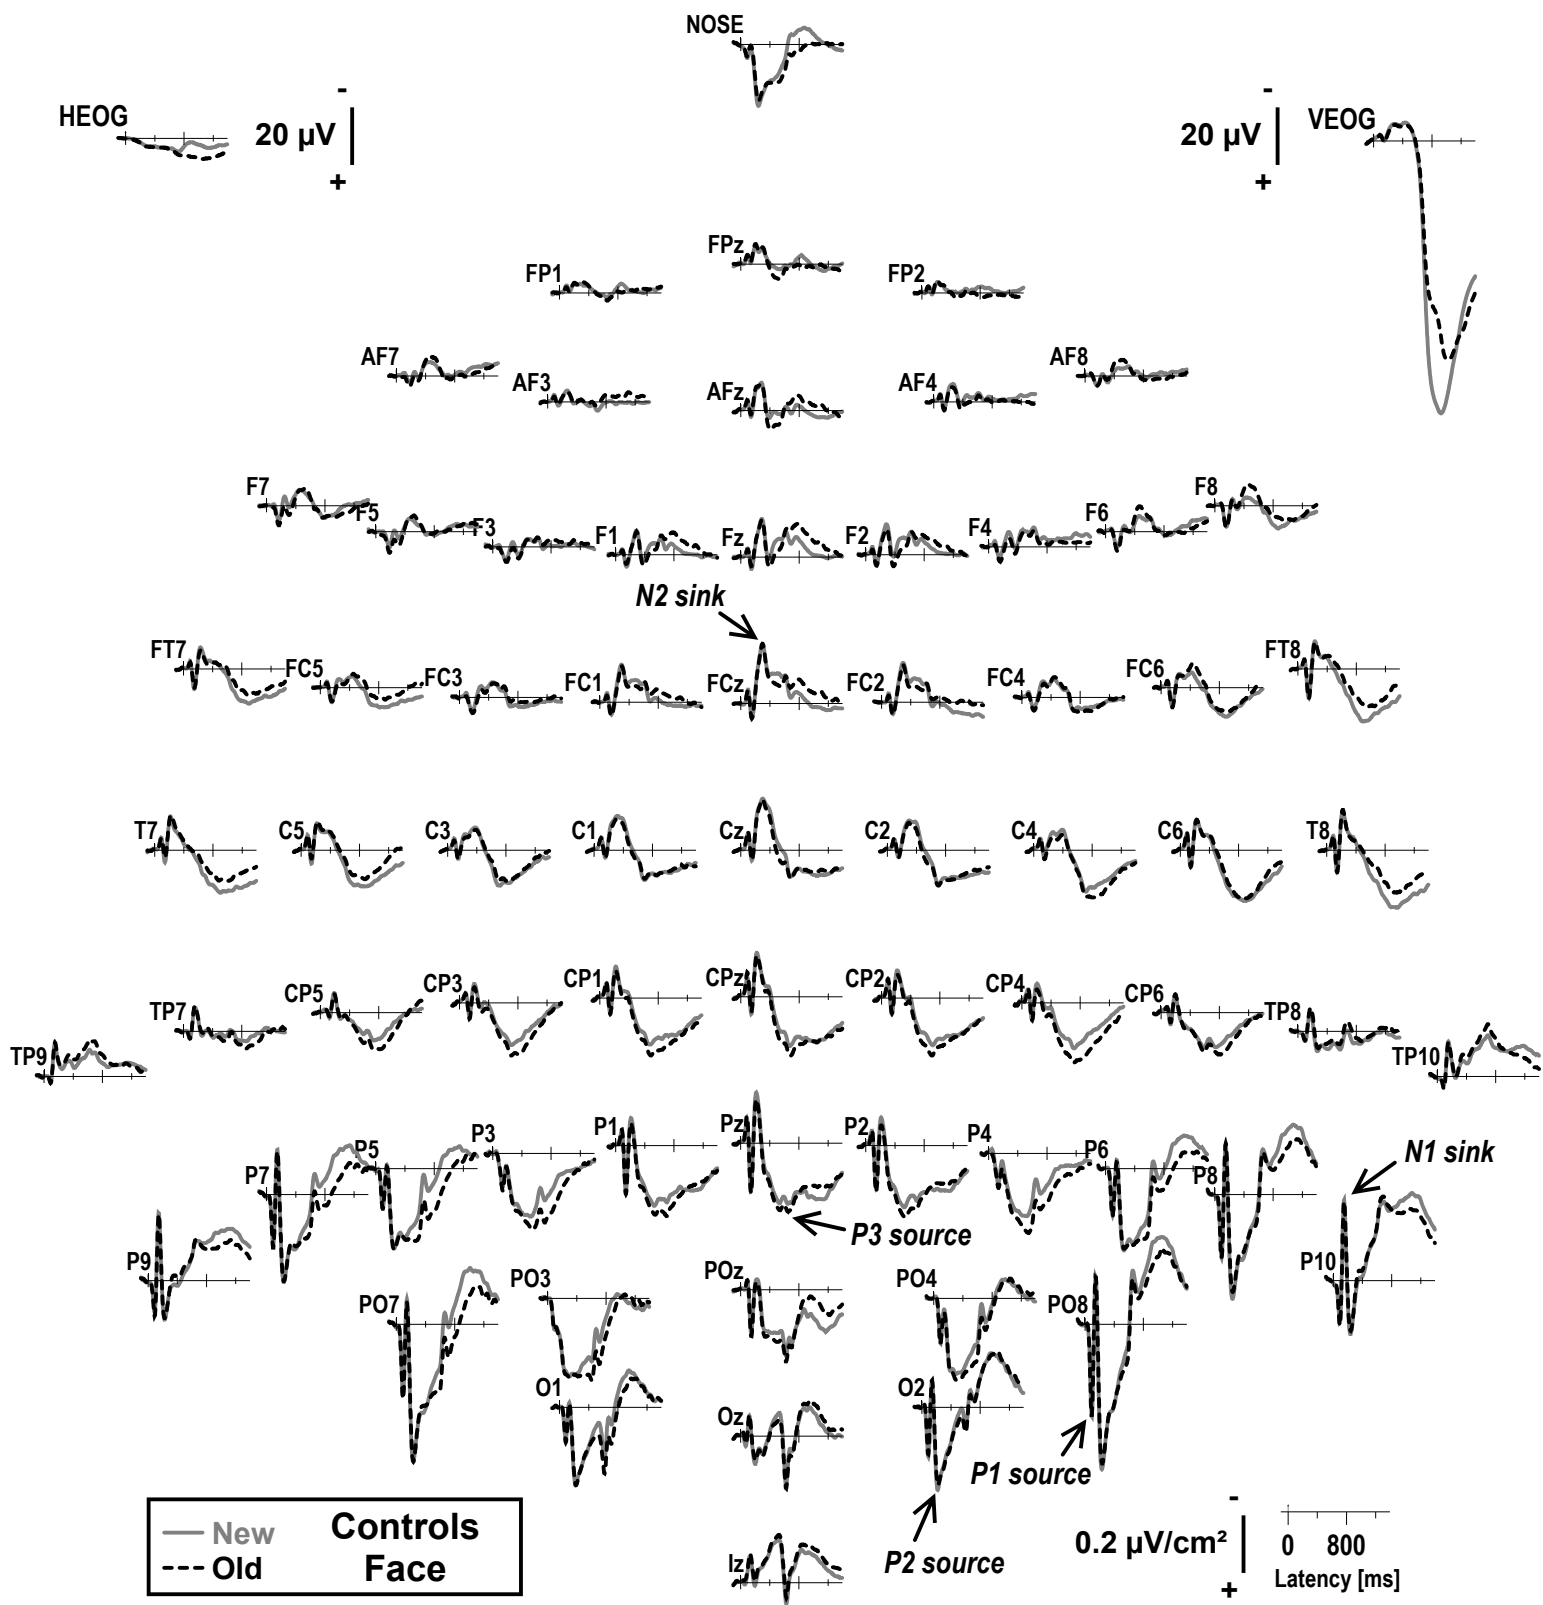 NOSE
-
-
HEOG
20 µV
20 µV
VEOG
+
+
FPz
FP1
FP2
AF7
AF8
AF3
AFz
AF4
F7
F8
F5
F3
F1
Fz
F2
F4
F6
N2 sink
FT7
FC5
FC3
FC1
FCz
FC2
FC4
FC6
FT8
T7
C5
C3
C1
Cz
C2
C4
C6
T8
TP9
TP7
CP5
CP3
CP1
CPz
CP2
CP4
CP6
TP8
TP10
P7
P5
P3
P1
Pz
P2
P4
P6
P8
N1 sink
P3 source
P9
P10
PO7
PO3
POz
PO4
PO8
O1
Oz
O2
P1 source
P2 source
Iz
New
Old
Controls
Face
-
0.2 µV/cm²
+
0 800
Latency [ms]